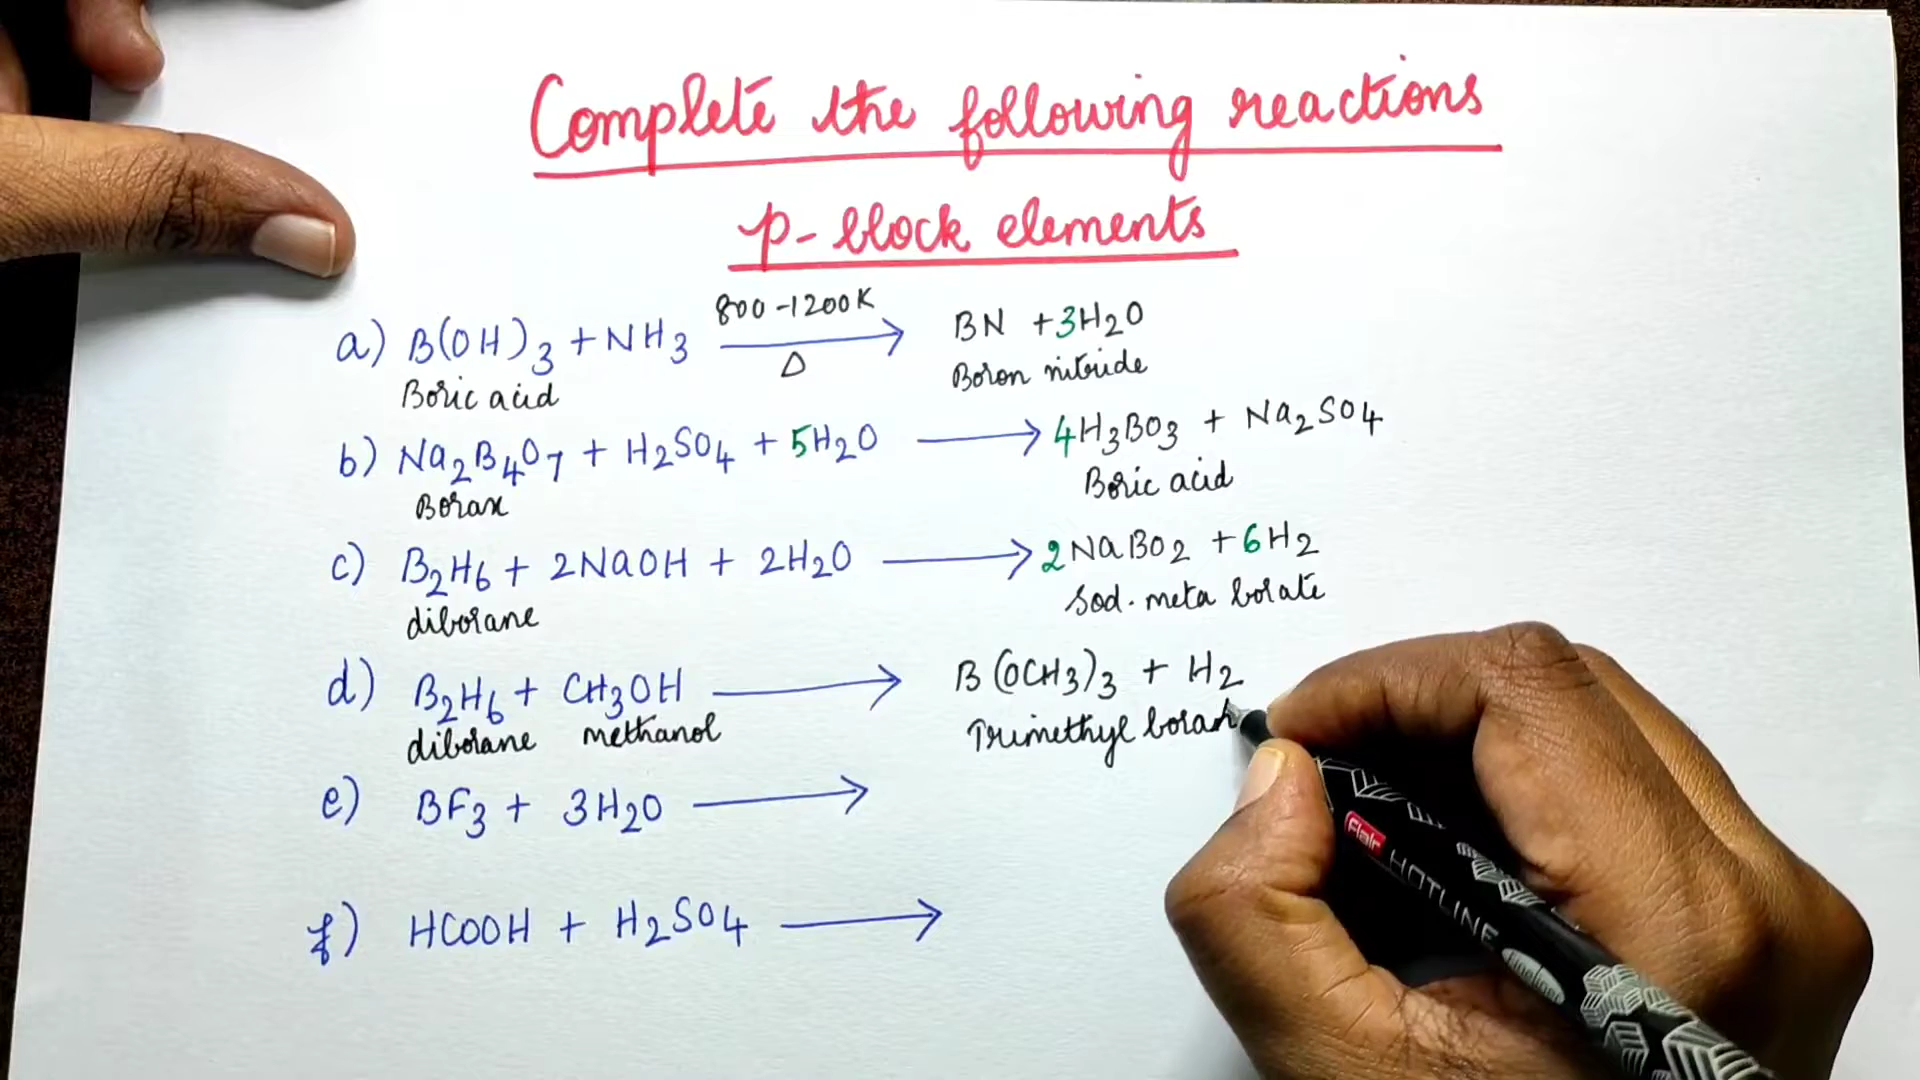 Complete the following reactions
p-block elements
a) B(OH)3 + NH3 800-1200K Δ → BN + 3H2O
Boric acid Boron nitride
b) Na2B4O7 + H2SO4 + 5H2O → 4H3BO3 + Na2SO4
Borax Boric acid
c) B2H6 + 2NaOH + 2H2O → 2NaBO2 + 6H2
diborane Sod. meta borate
d) B2H6 + CH3OH → B(OCH3)3 + H2
diborane methanol Trimethyl boran
e) BF3 + 3H2O →
f) HCOOH + H2SO4 →
Flair HOTLINE Fineliner